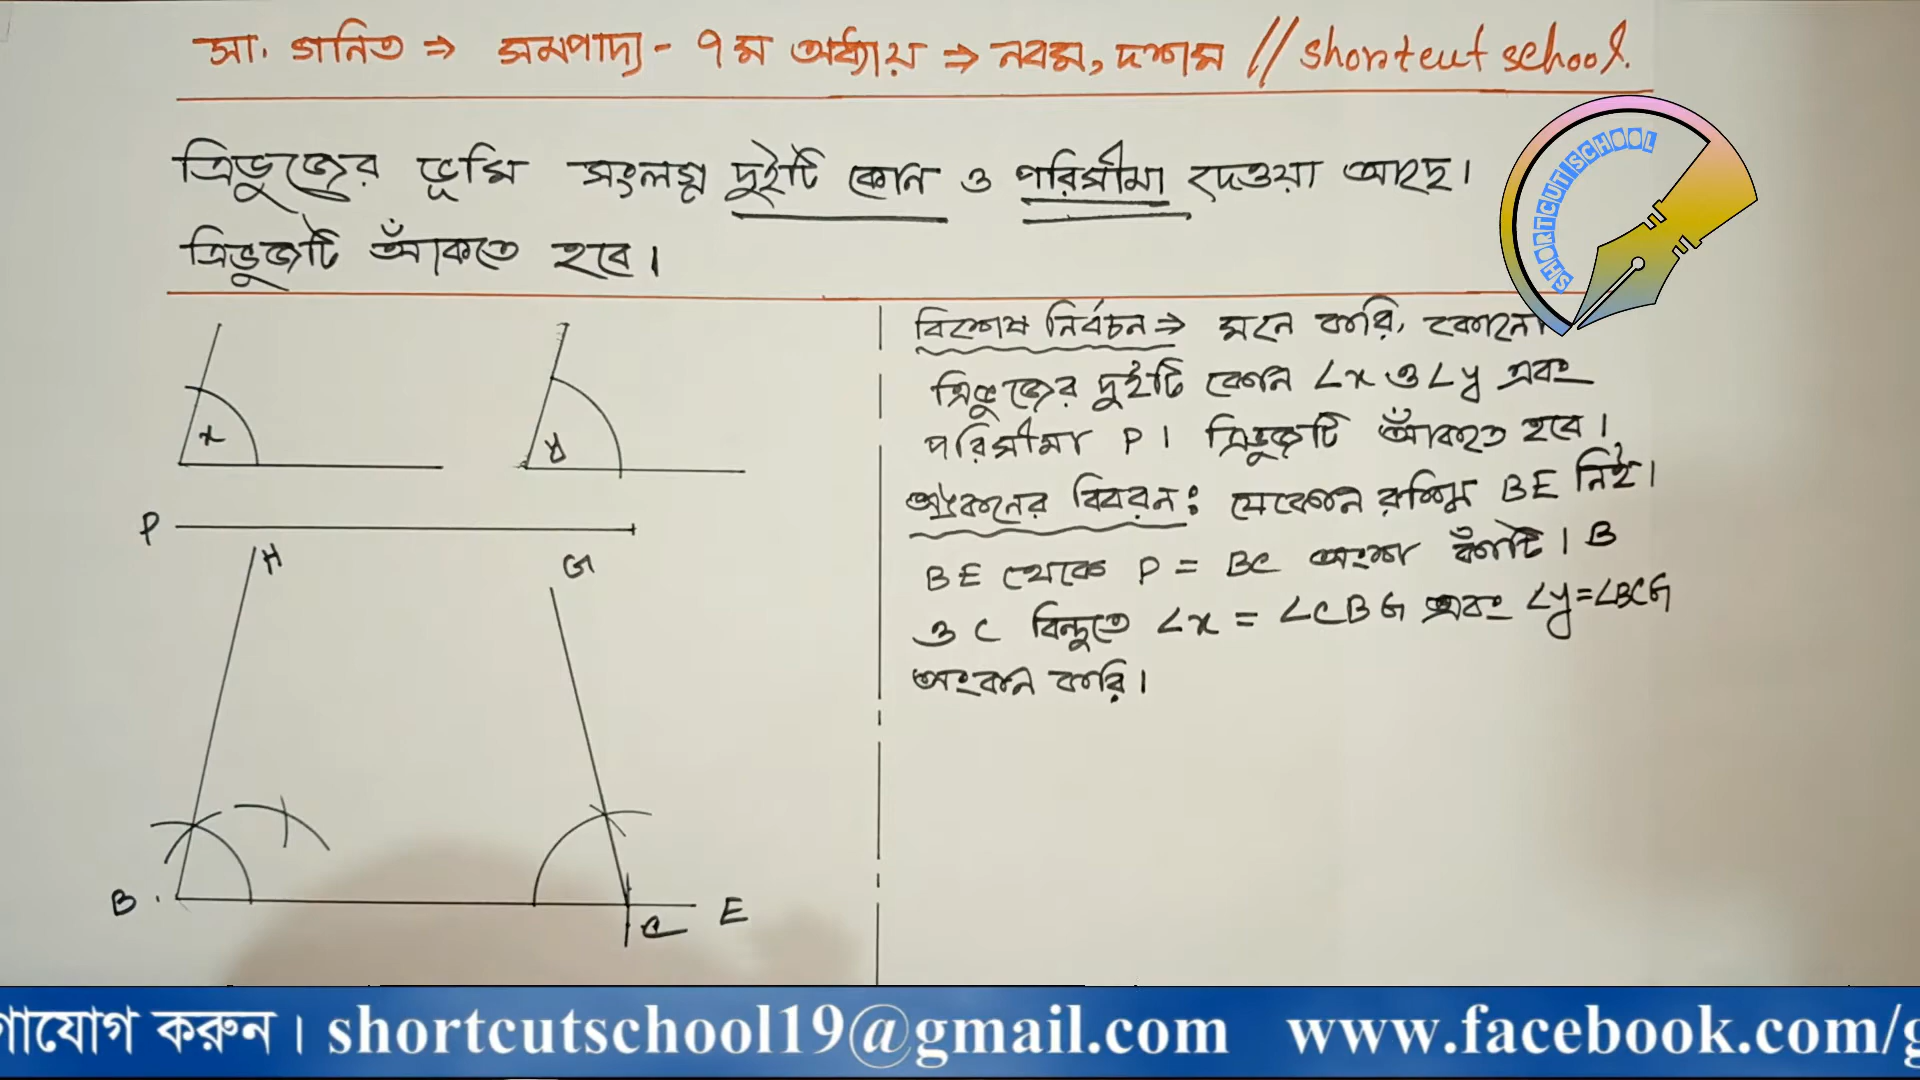 সা. গনিত ⇒ সমপাদ্য - ৭ম অধ্যায় ⇒ নবম, দশম // shortcut school.
SHORTCUT SCHOOL
ত্রিভুজের ভূমি সংলগ্ন দুইটি কোন ও পরিসীমা দেওয়া আছে।
ত্রিভুজটি আঁকতে হবে।
x
y
P
H
G
B
C
E
বিশেষ নির্বচন ⇒ মনে করি, কোনো
ত্রিভুজের দুইটি কোন ∠x ও ∠y এবং
পরিসীমা P। ত্রিভুজটি আঁকতে হবে।
অংকনের বিবরন: যেকোন রশ্মি BE নিই।
BE থেকে P = BC অংশ কাঁটি। B
ও C বিন্দুতে ∠x = ∠CBG এবং ∠y=∠BCG
অংকন করি।
গাযোগ করুন। shortcutschool19@gmail.com www.facebook.com/g